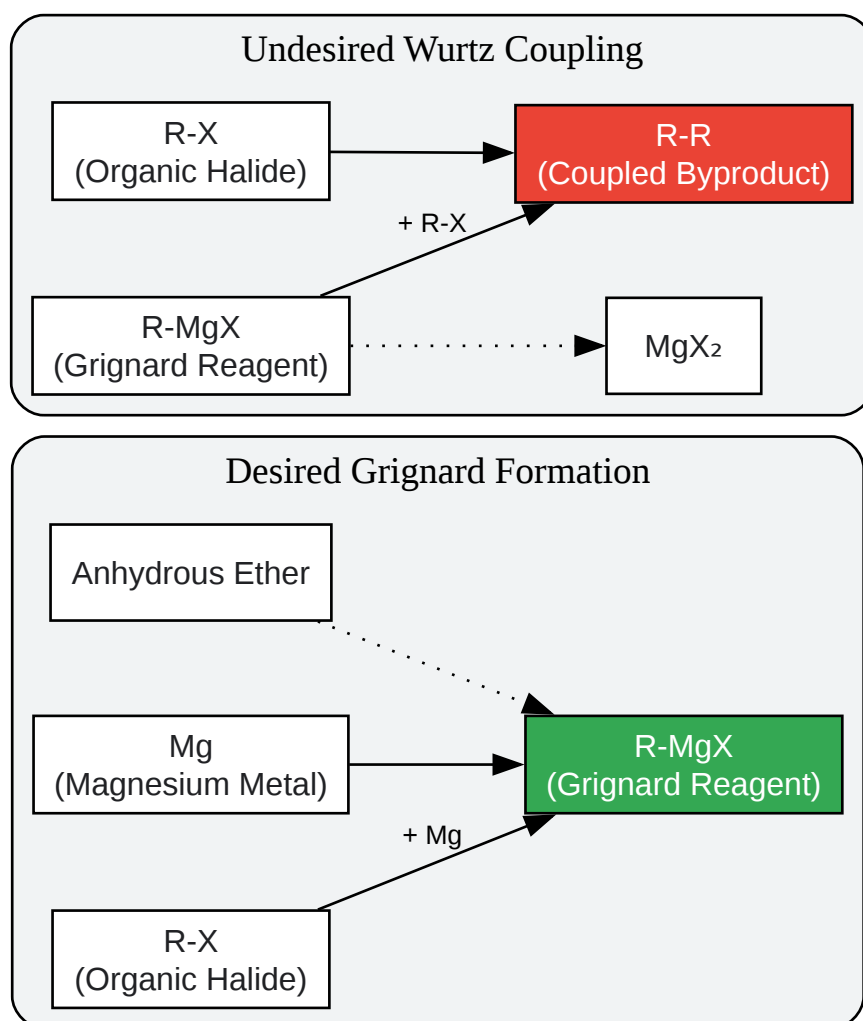 Undesired Wurtz Coupling
R-X
(Organic Halide)
R-R
(Coupled Byproduct)
+ R-X
R-MgX
(Grignard Reagent)
MgX₂
Desired Grignard Formation
Anhydrous Ether
Mg
(Magnesium Metal)
R-MgX
(Grignard Reagent)
+ Mg
R-X
(Organic Halide)